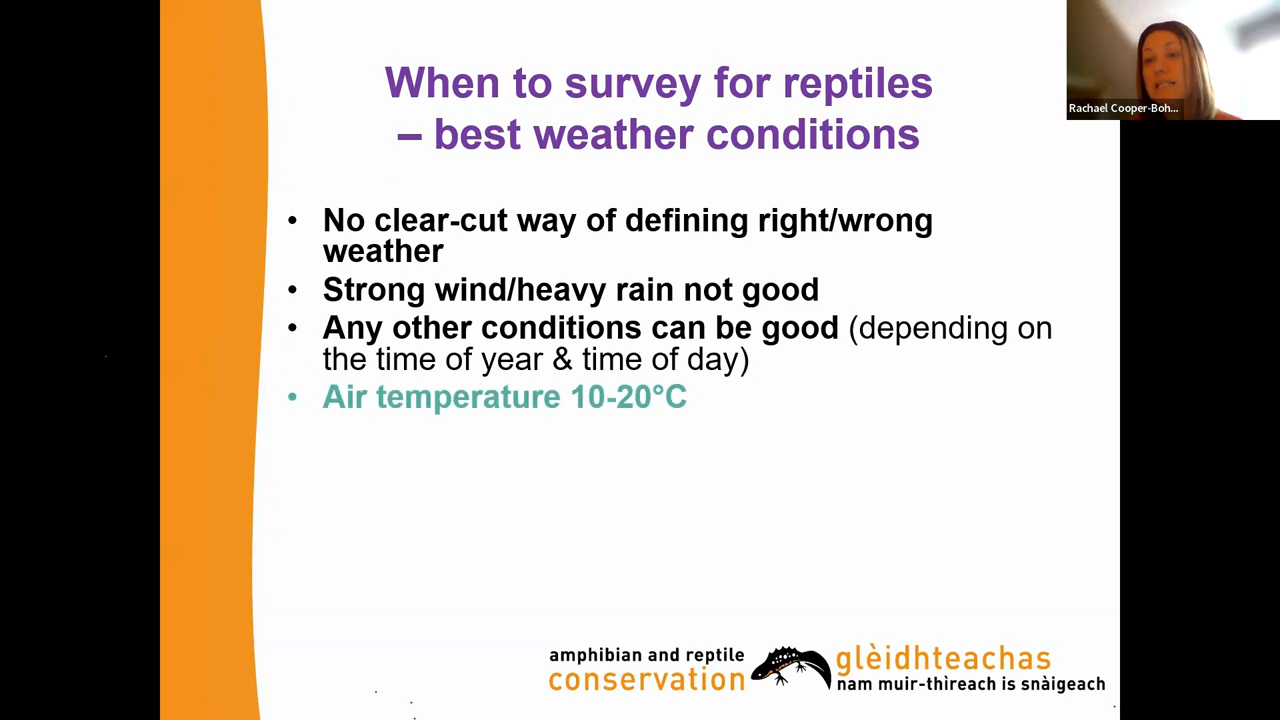 When to survey for reptiles
– best weather conditions
Rachael Cooper-Boh...
• No clear-cut way of defining right/wrong
weather
• Strong wind/heavy rain not good
• Any other conditions can be good (depending on
the time of year & time of day)
• Air temperature 10-20°C
amphibian and reptile
conservation
glèidhteachas
nam muir-thìreach is snàigeach